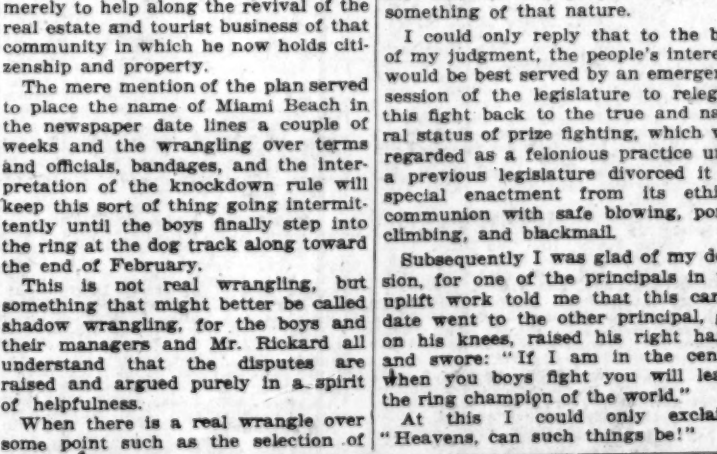 merely to help along the revival of the
real estate and tourist business of that
community in which he now holds citi-
zenship and property.
The mere mention of the plan served
to place the name of Miami Beach in
the newspaper date lines a couple of
weeks and the wrangling over terms
and officials, bandages, and the inter-
pretation of the knockdown rule will
keep this sort of thing going intermit-
tently until the boys finally step into
the ring at the dog track along toward
the end of February.
This is not real wrangling, but
something that might better be called
shadow wrangling, for the boys and
their managers and Mr. Rickard all
understand that the disputes are
raised and argued purely in a spirit
of helpfulness.
When there is a real wrangle over
some point such as the selection of
something of that nature.
I could only reply that to the
of my judgment, the people's
would be best served by an
session of the legislature to
this fight back to the true and
ral status of prize fighting, which
regarded as a felonious practice
a previous legislature divorced it
special enactment from its
communion with safe blowing,
climbing, and blackmail.
Subsequently I was glad of my
sion, for one of the principals in
uplift work told me that this
date went to the other principal,
on his knees, raised his right
and swore: "If I am in the
when you boys fight you will
the ring champion of the world."
At this I could only
"Heavens, can such things be!"